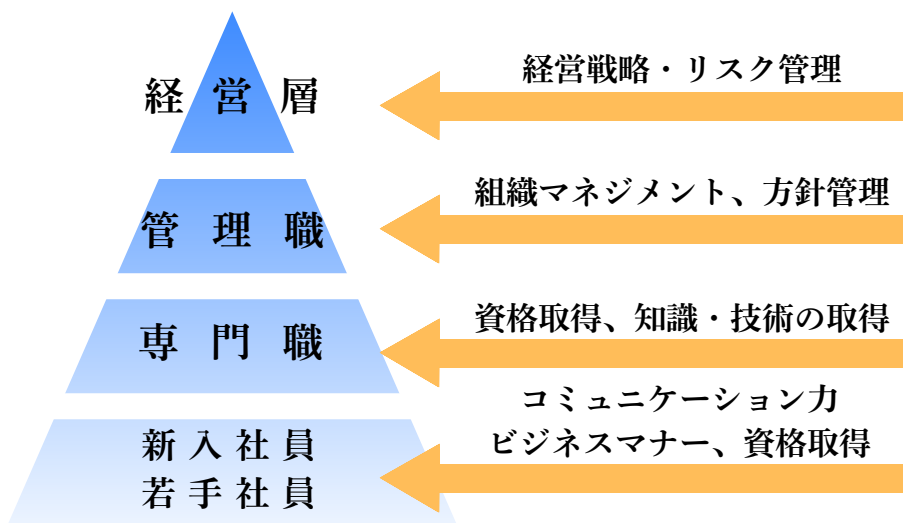 経営層
経営戦略・リスク管理
管理職
組織マネジメント、方針管理
専門職
資格取得、知識・技術の取得
新入社員
若手社員
コミュニケーション力
ビジネスマナー、資格取得